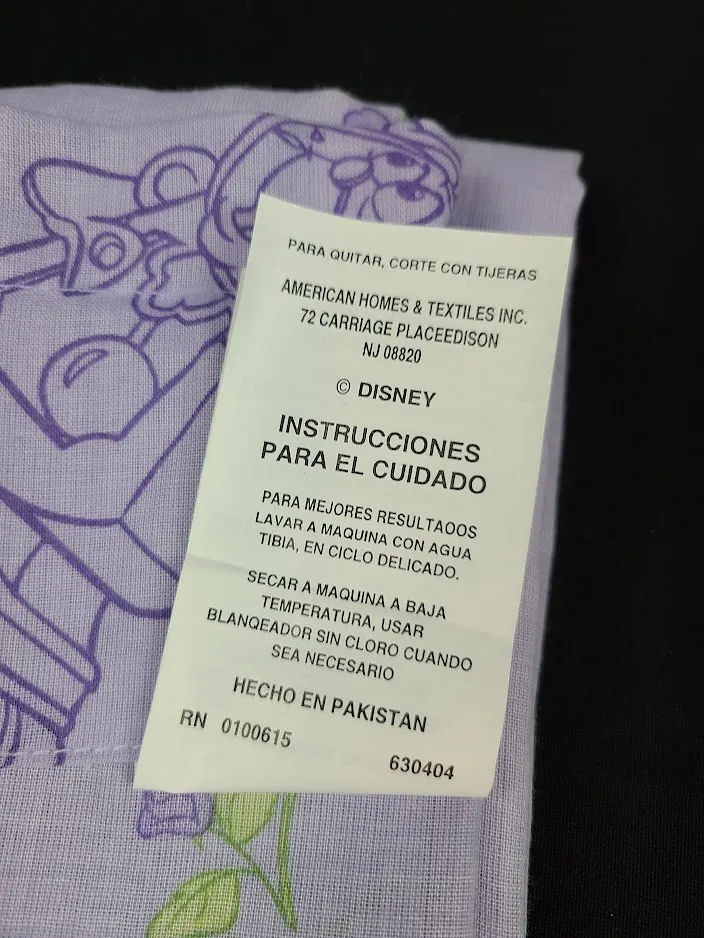 PARA QUITAR, CORTE CON TIJERAS
AMERICAN HOMES & TEXTILES INC.
72 CARRIAGE PLACEEDISON
NJ 08820
© DISNEY
INSTRUCCIONES
PARA EL CUIDADO
PARA MEJORES RESULTAOOS
LAVAR A MAQUINA CON AGUA
TIBIA, EN CICLO DELICADO.
SECAR A MAQUINA A BAJA
TEMPERATURA, USAR
BLANQEADOR SIN CLORO CUANDO
SEA NECESARIO
HECHO EN PAKISTAN
RN 0100615
630404